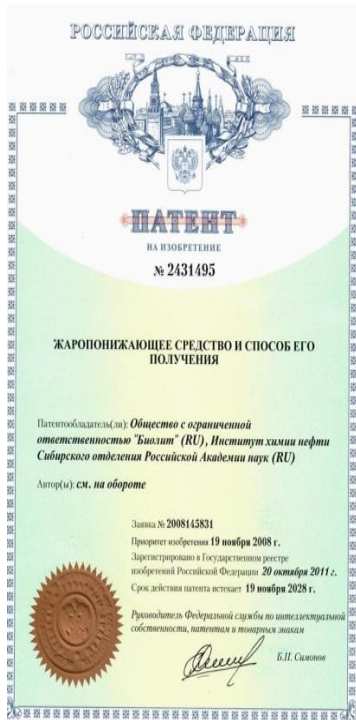 РОССИЙСКАЯ ФЕДЕРАЦИЯ
ПАТЕНТ
НА ИЗОБРЕТЕНИЕ
№ 2431495
ЖАРОПОНИЖАЮЩЕЕ СРЕДСТВО И СПОСОБ ЕГО
ПОЛУЧЕНИЯ
Патентообладатель(ли): Общество с ограниченной
ответственностью "Биолит" (RU), Институт химии нефти
Сибирского отделения Российской Академии наук (RU)
Автор(ы): см. на обороте
Заявка № 2008145831
Приоритет изобретения 19 ноября 2008 г.
Зарегистрировано в Государственном реестре
изобретений Российской Федерации 20 октября 2011 г.
Срок действия патента истекает 19 ноября 2028 г.
Руководитель Федеральной службы по интеллектуальной
собственности, патентам и товарным знакам
Б.П. Симонов